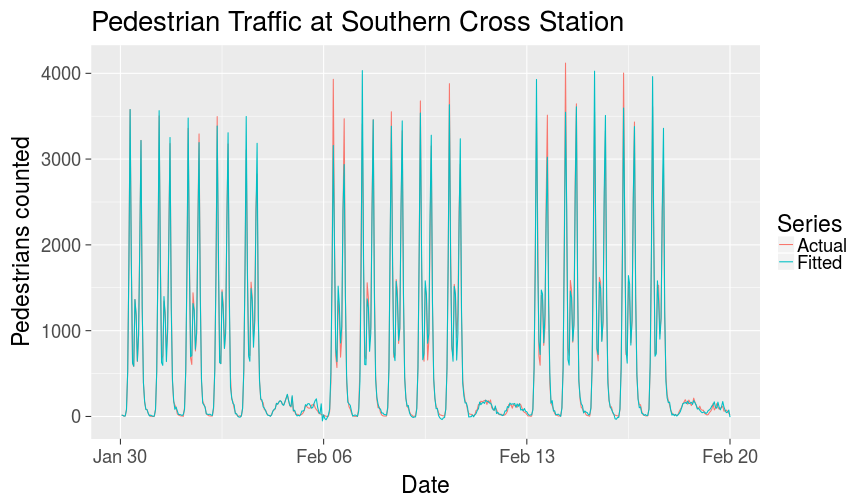 Pedestrian Traffic at Southern Cross Station
Pedestrians counted
4000
3000
2000
1000
0
Jan 30
Feb 06
Feb 13
Feb 20
Date
Series
Actual
Fitted